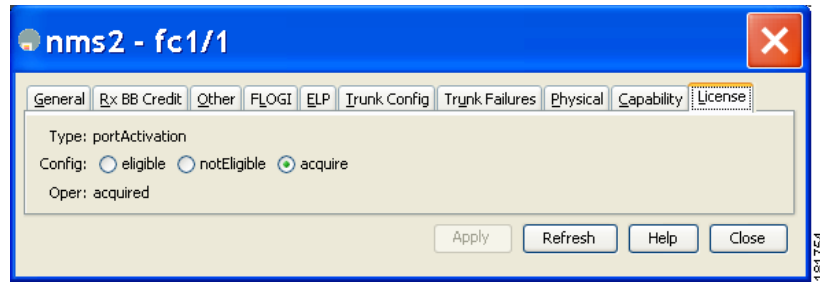 nms2 - fc1/1
General Rx BB Credit Other FLOGI ELP Trunk Config Trunk Failures Physical Capability License
Type: portActivation
Config: eligible notEligible acquire
Oper: acquired
Apply Refresh Help Close
181754